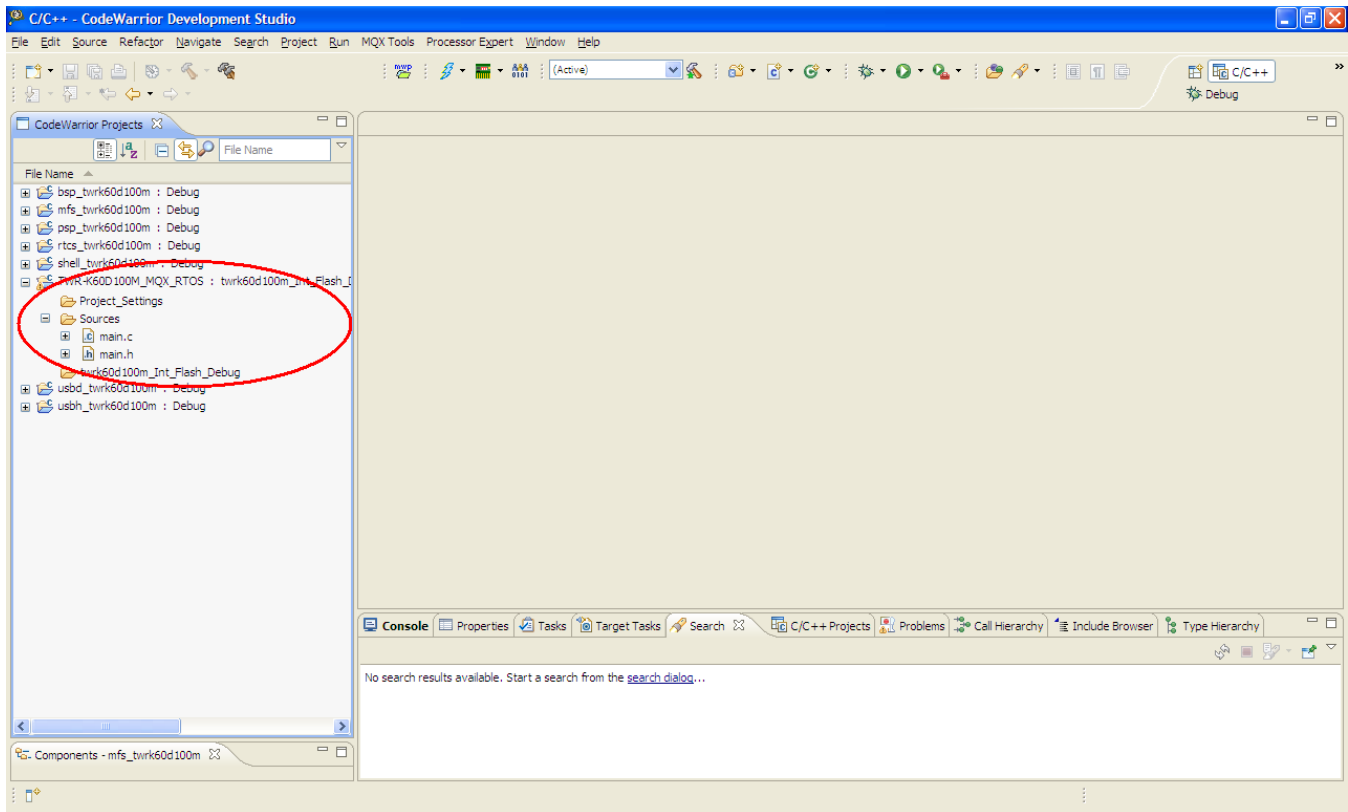 C/C++ - CodeWarrior Development Studio
File Edit Source Refactor Navigate Search Project Run MQX Tools Processor Expert Window Help
(Active)
C/C++
»
Debug
CodeWarrior Projects
File Name
File Name
bsp_twrk60d100m : Debug
mfs_twrk60d100m : Debug
psp_twrk60d100m : Debug
rtcs_twrk60d100m : Debug
shell_twrk60d100m : Debug
TWR-K60D100M_MQX_RTOS : twrk60d100m_Int_Flash_D
Project_Settings
Sources
main.c
main.h
twrk60d100m_Int_Flash_Debug
usbd_twrk60d100m : Debug
usbh_twrk60d100m : Debug
Console Properties Tasks Target Tasks Search C/C++ Projects Problems Call Hierarchy Include Browser Type Hierarchy
No search results available. Start a search from the search dialog...
Components - mfs_twrk60d100m